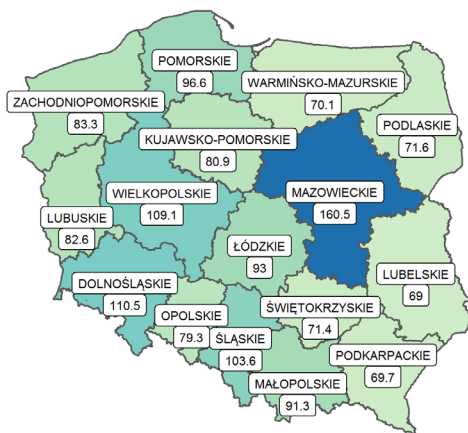 POMORSKIE
96.6
WARMIŃSKO-MAZURSKIE
70.1
ZACHODNIOPOMORSKIE
83.3
PODLASKIE
71.6
KUJAWSKO-POMORSKIE
80.9
WIELKOPOLSKIE
109.1
MAZOWIECKIE
160.5
LUBUSKIE
82.6
ŁÓDZKIE
93
LUBELSKIE
69
DOLNOŚLĄSKIE
110.5
OPOLSKIE
79.3
ŚWIĘTOKRZYSKIE
71.4
ŚLĄSKIE
103.6
PODKARPACKIE
69.7
MAŁOPOLSKIE
91.3